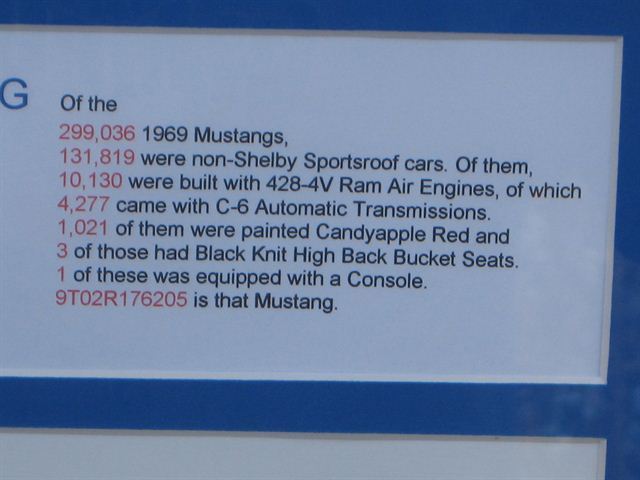 G
Of the
299,036 1969 Mustangs,
131,819 were non-Shelby Sportsroof cars. Of them,
10,130 were built with 428-4V Ram Air Engines, of which
4,277 came with C-6 Automatic Transmissions.
1,021 of them were painted Candyapple Red and
3 of those had Black Knit High Back Bucket Seats.
1 of these was equipped with a Console.
9T02R176205 is that Mustang.